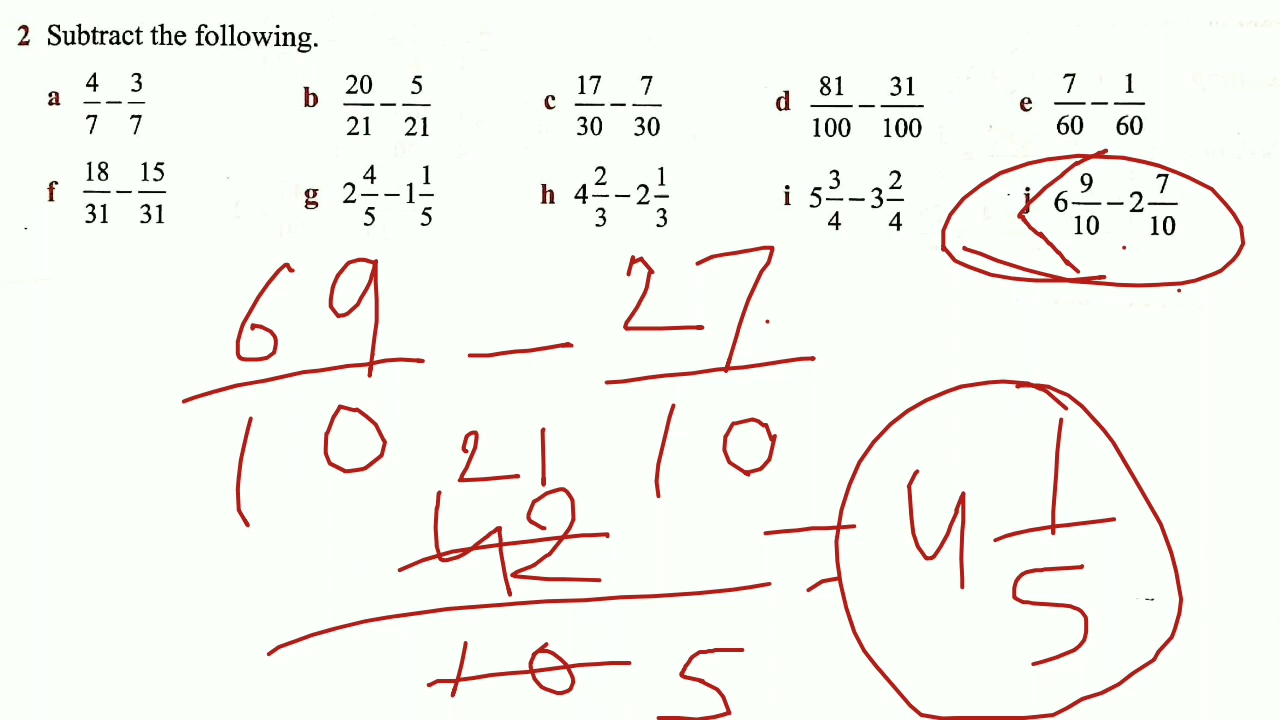 2 Subtract the following.
a 4/7 − 3/7 b 20/21 − 5/21 c 17/30 − 7/30 d 81/100 − 31/100 e 7/60 − 1/60
f 18/31 − 15/31 g 2 4/5 − 1 1/5 h 4 2/3 − 2 1/3 i 5 3/4 − 3 2/4 j 6 9/10 − 2 7/10
69 − 27
10 10
21
42 = 4 1/5
10 5